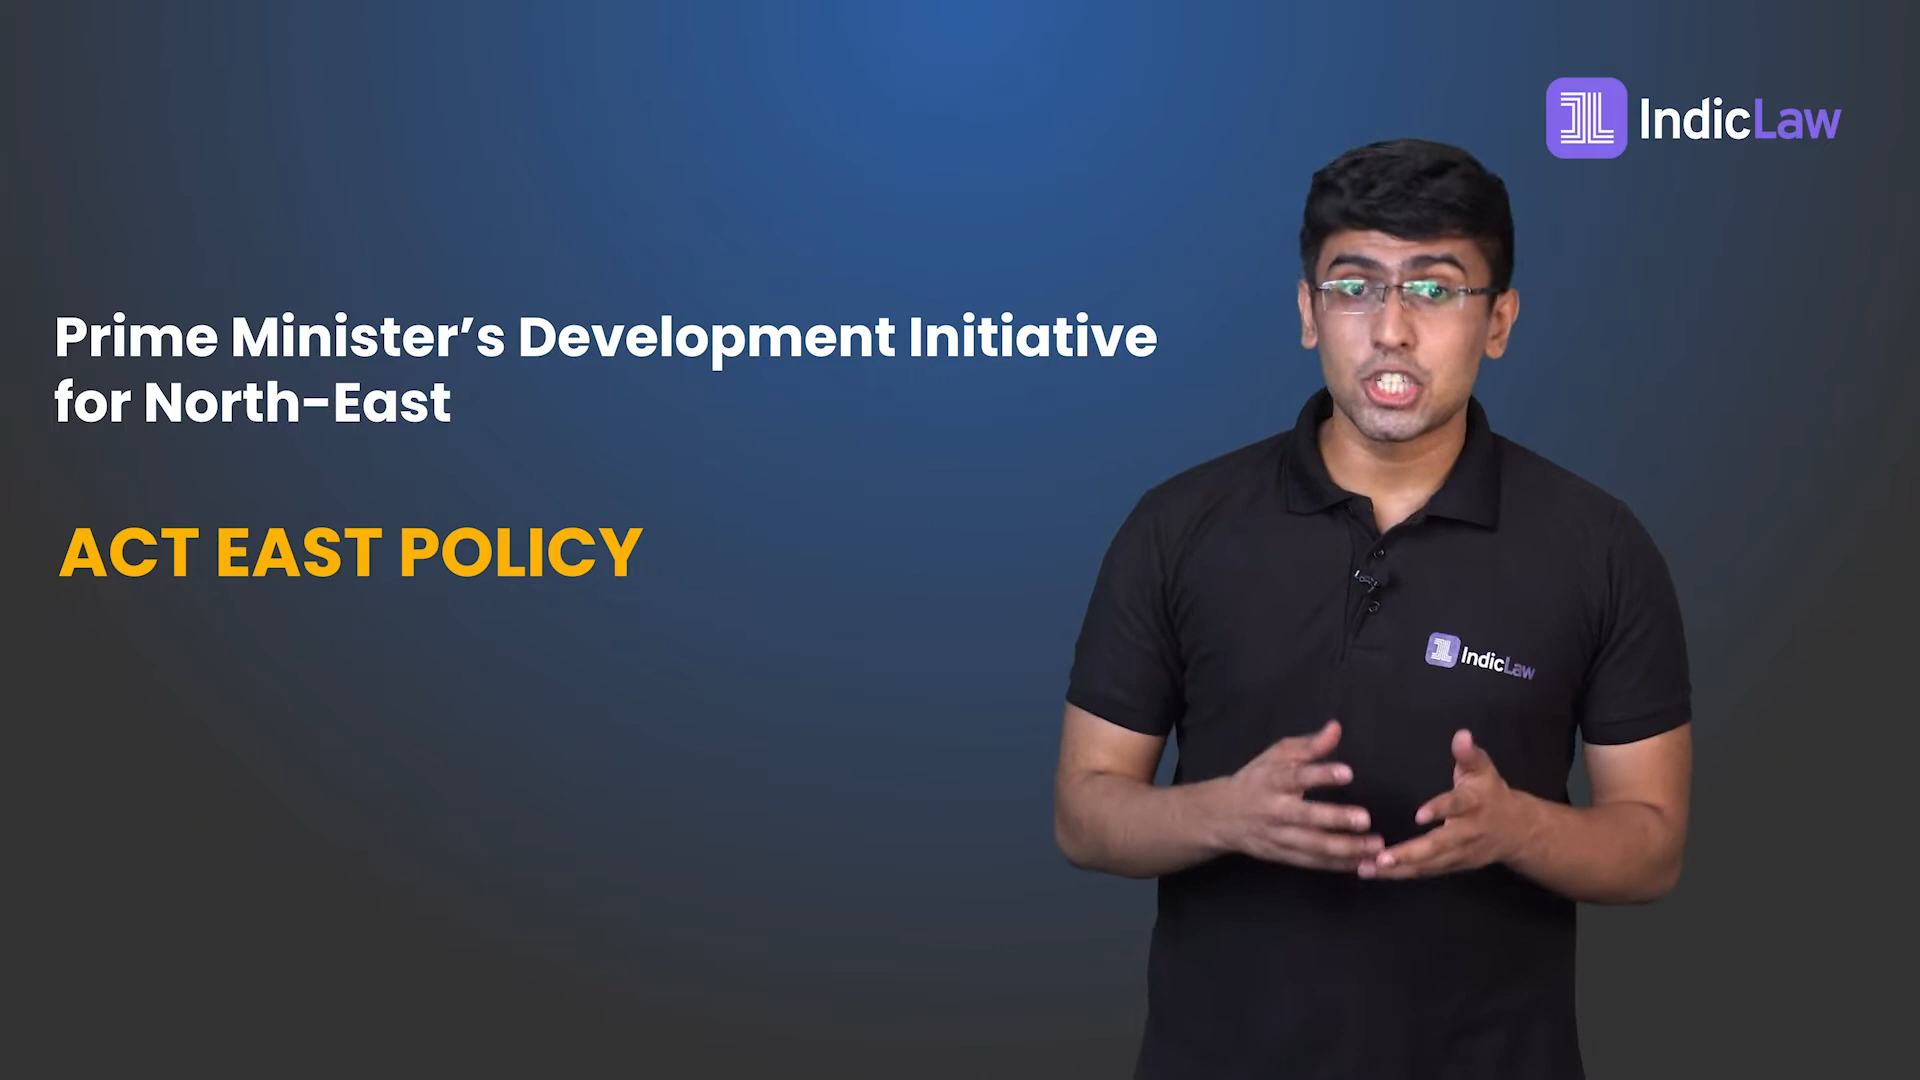 IndicLaw
Prime Minister’s Development Initiative
for North-East
ACT EAST POLICY
IndicLaw